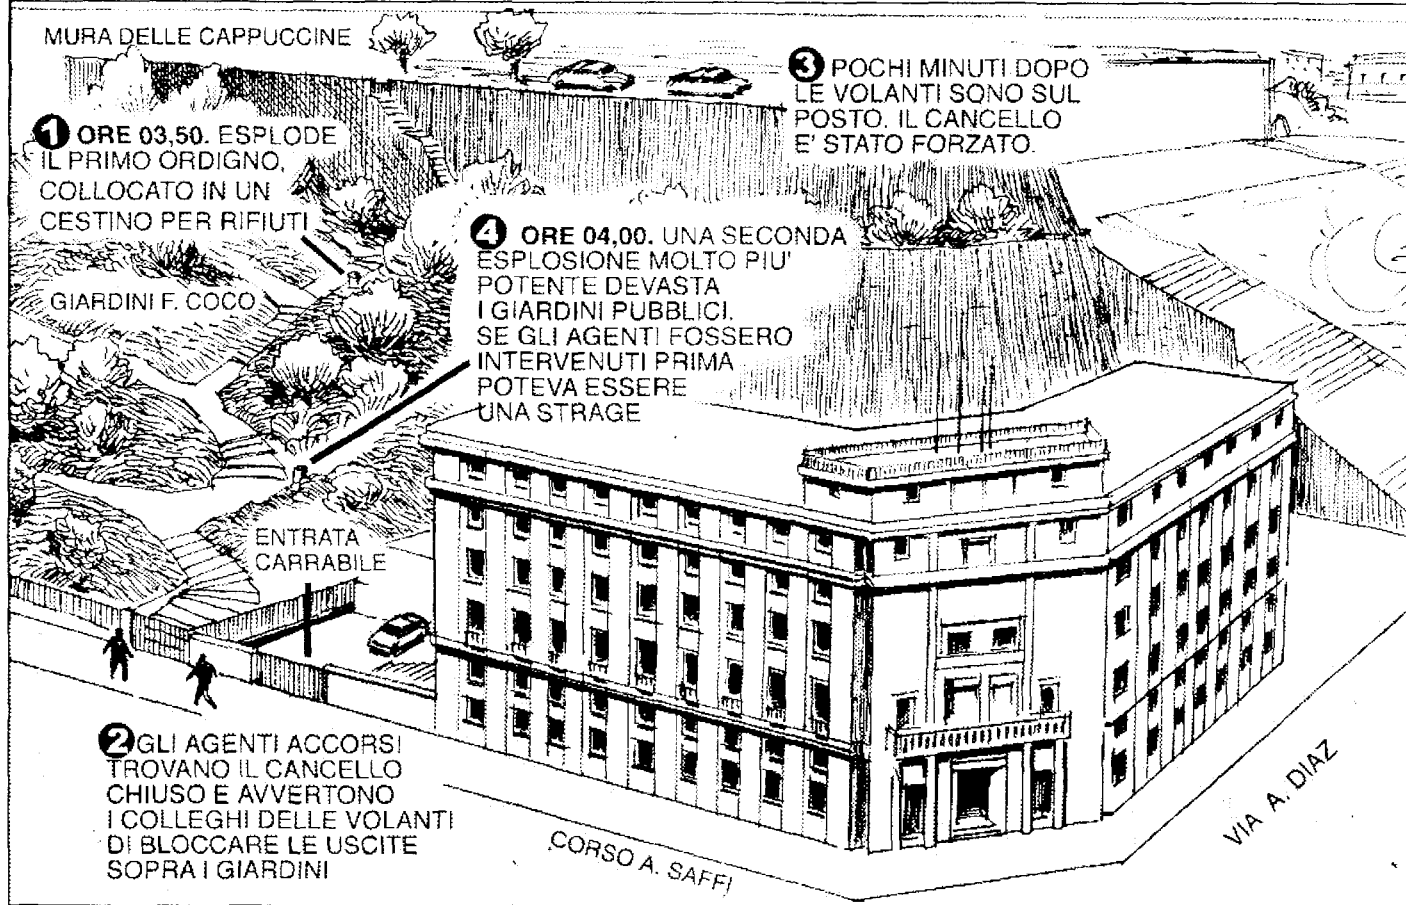 MURA DELLE CAPPUCCINE
1 ORE 03,50. ESPLODE
IL PRIMO ORDIGNO,
COLLOCATO IN UN
CESTINO PER RIFIUTI
GIARDINI F. COCO
ENTRATA
CARRABILE
2 GLI AGENTI ACCORSI
TROVANO IL CANCELLO
CHIUSO E AVVERTONO
I COLLEGHI DELLE VOLANTI
DI BLOCCARE LE USCITE
SOPRA I GIARDINI
3 POCHI MINUTI DOPO
LE VOLANTI SONO SUL
POSTO. IL CANCELLO
E' STATO FORZATO.
4 ORE 04,00. UNA SECONDA
ESPLOSIONE MOLTO PIU'
POTENTE DEVASTA
I GIARDINI PUBBLICI.
SE GLI AGENTI FOSSERO
INTERVENUTI PRIMA
POTEVA ESSERE
UNA STRAGE
CORSO A. SAFFI
VIA A. DIAZ